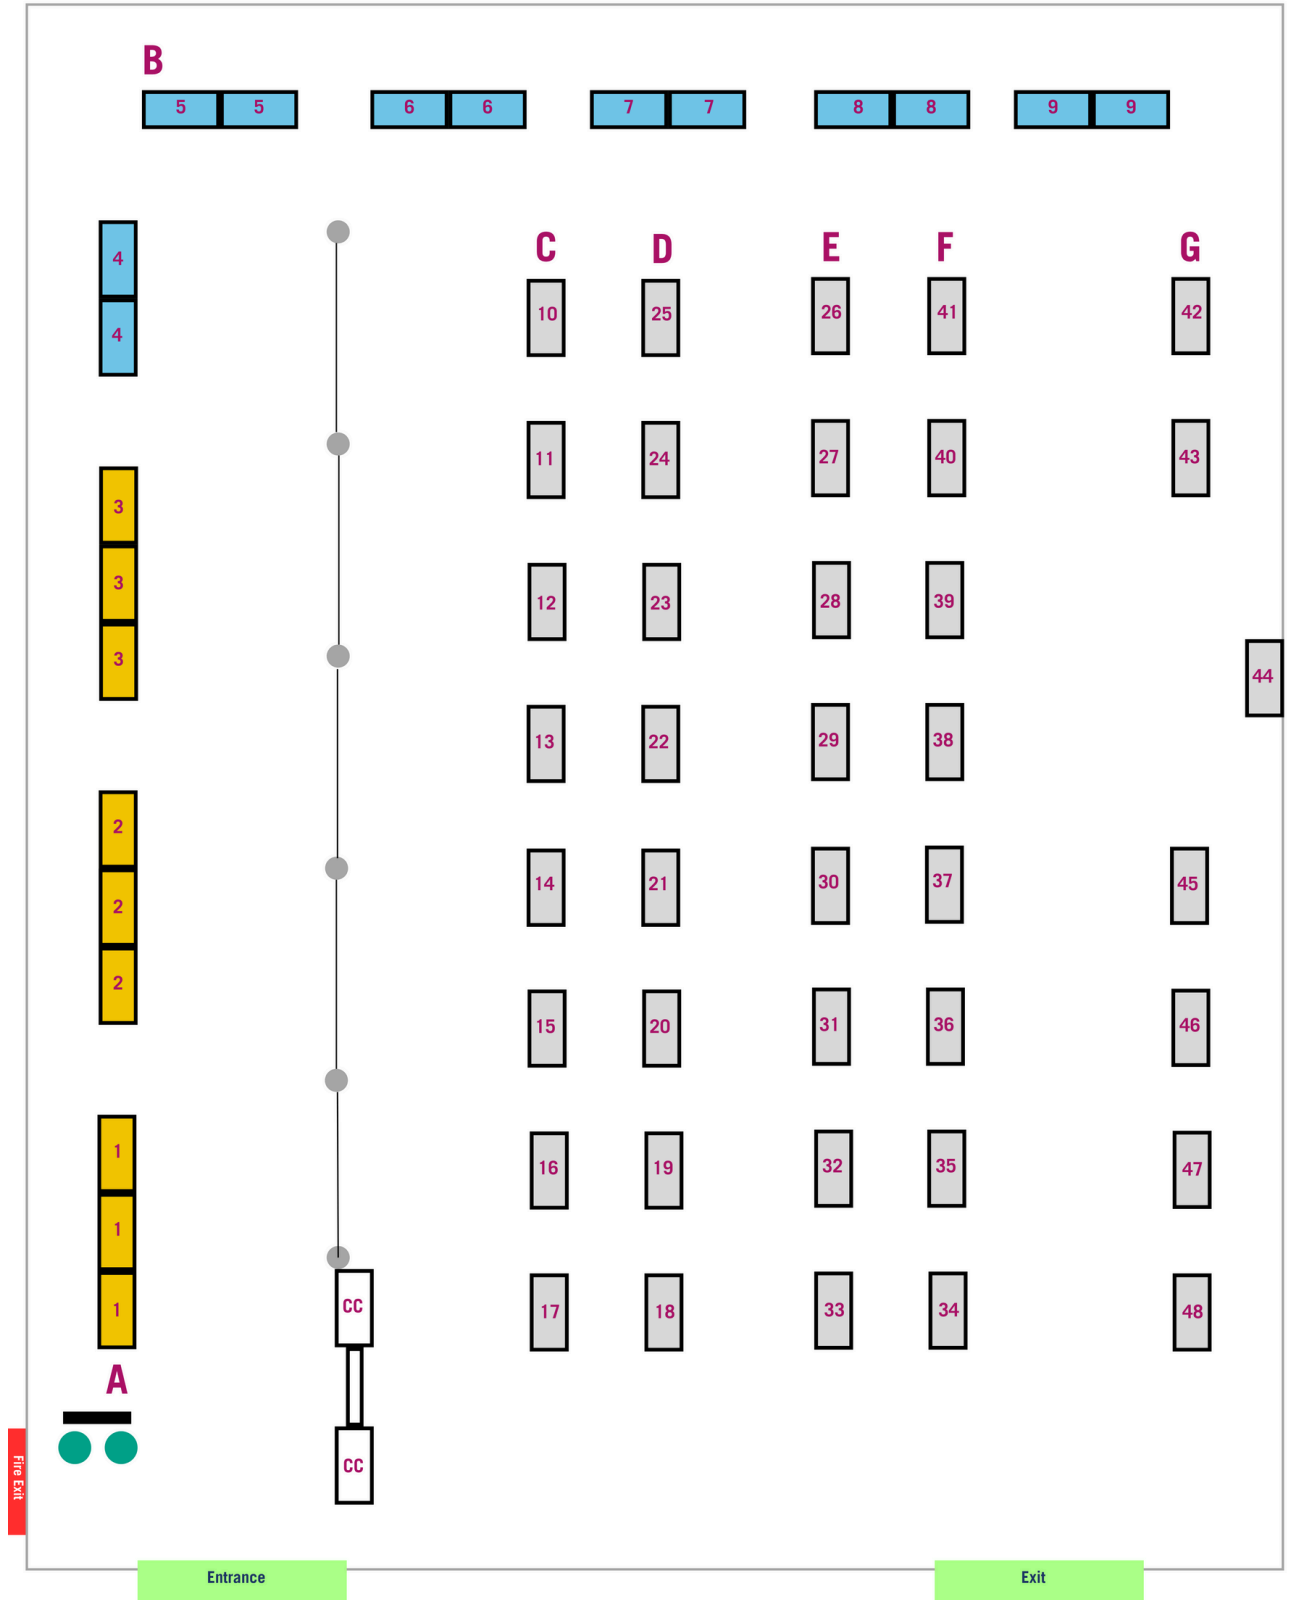 B
5 5 6 6 7 7 8 8 9 9
4
4
3
3
3
2
2
2
1
1
1
A
C D E F G
10 25 26 41 42
11 24 27 40 43
12 23 28 39
44
13 22 29 38
14 21 30 37 45
15 20 31 36 46
16 19 32 35 47
17 18 33 34 48
CC
CC
Fire Exit
Entrance Exit